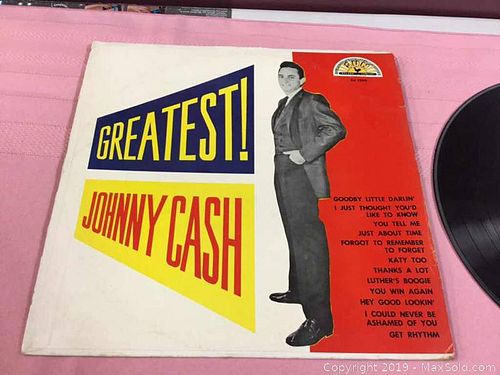 GREATEST!
JOHNNY CASH
GOODBY LITTLE DARLIN'
I JUST THOUGHT YOU'D
LIKE TO KNOW
YOU TELL ME
JUST ABOUT TIME
FORGOT TO REMEMBER
TO FORGET
KATY TOO
THANKS A LOT
LUTHER'S BOOGIE
YOU WIN AGAIN
HEY GOOD LOOKIN'
I COULD NEVER BE
ASHAMED OF YOU
GET RHYTHM
Copyright 2019 - MaxSold.com